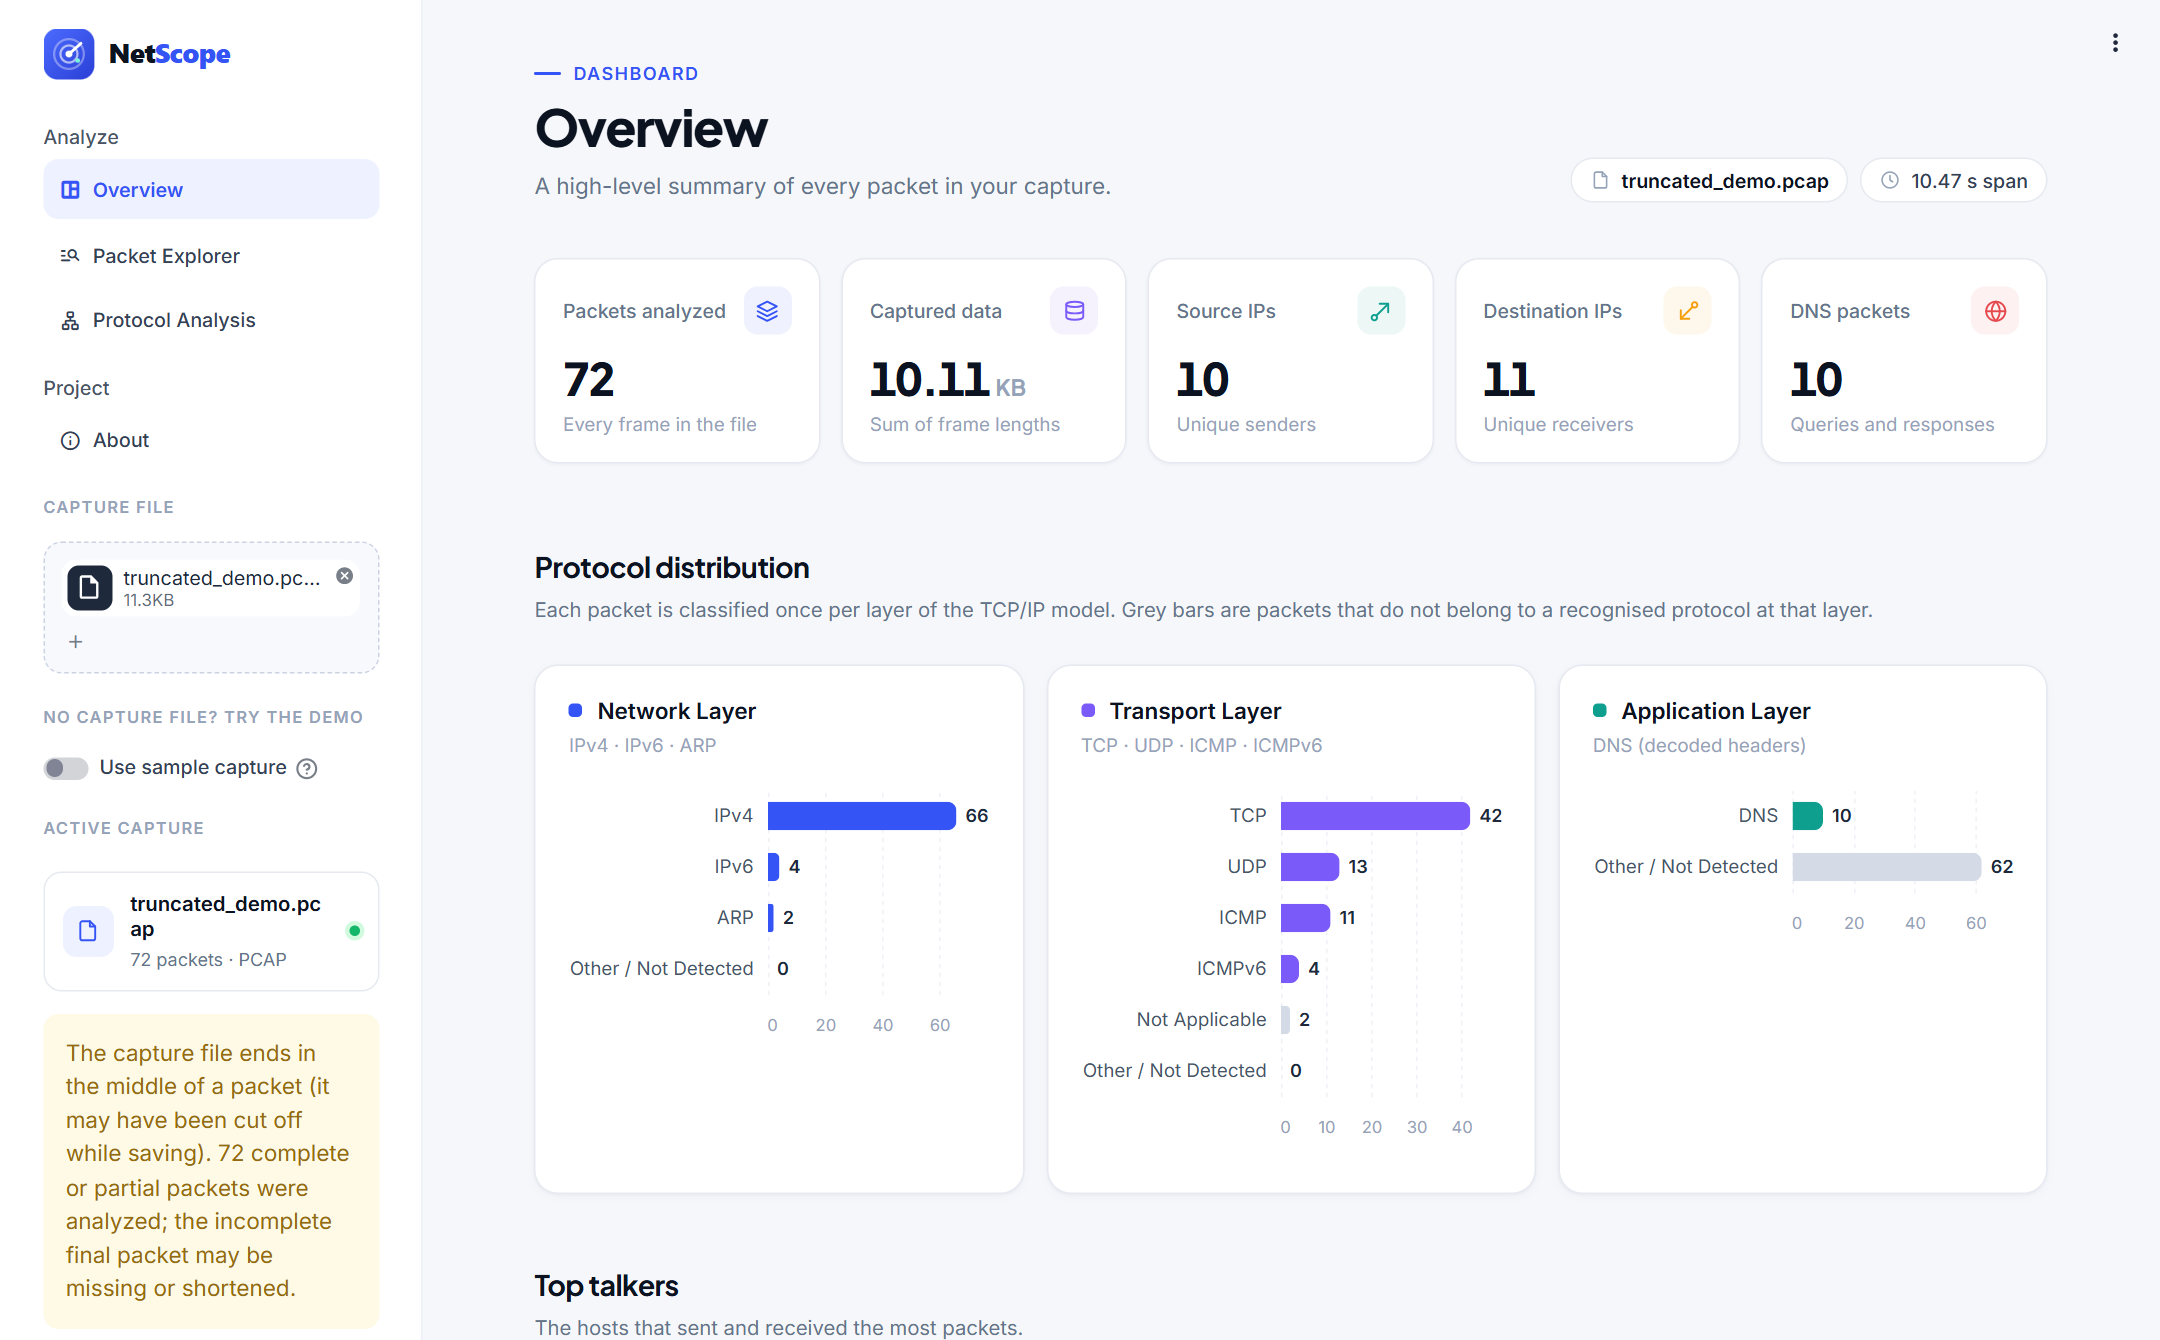 NetScope
Analyze
Overview
Packet Explorer
Protocol Analysis
Project
About
CAPTURE FILE
truncated_demo.pc...
11.3KB
+
NO CAPTURE FILE? TRY THE DEMO
Use sample capture
ACTIVE CAPTURE
truncated_demo.pc
ap
72 packets · PCAP
The capture file ends in
the middle of a packet (it
may have been cut off
while saving). 72 complete
or partial packets were
analyzed; the incomplete
final packet may be
missing or shortened.
DASHBOARD
Overview
A high-level summary of every packet in your capture.
truncated_demo.pcap
10.47 s span
Packets analyzed
72
Every frame in the file
Captured data
10.11 KB
Sum of frame lengths
Source IPs
10
Unique senders
Destination IPs
11
Unique receivers
DNS packets
10
Queries and responses
Protocol distribution
Each packet is classified once per layer of the TCP/IP model. Grey bars are packets that do not belong to a recognised protocol at that layer.
Network Layer
IPv4 · IPv6 · ARP
IPv4 66
IPv6 4
ARP 2
Other / Not Detected 0
0 20 40 60
Transport Layer
TCP · UDP · ICMP · ICMPv6
TCP 42
UDP 13
ICMP 11
ICMPv6 4
Not Applicable 2
Other / Not Detected 0
0 10 20 30 40
Application Layer
DNS (decoded headers)
DNS 10
Other / Not Detected 62
0 20 40 60
Top talkers
The hosts that sent and received the most packets.